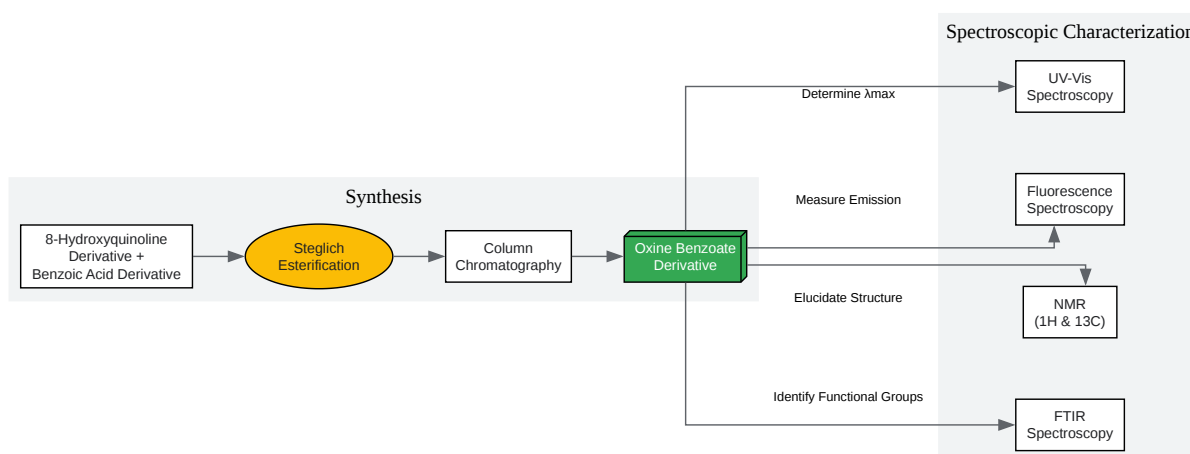 Spectroscopic Characterization
UV-Vis
Spectroscopy
Determine λmax
Fluorescence
Spectroscopy
Measure Emission
Synthesis
8-Hydroxyquinoline
Derivative +
Benzoic Acid Derivative
Steglich
Esterification
Column
Chromatography
Oxine Benzoate
Derivative
Elucidate Structure
NMR
(1H & 13C)
Identify Functional Groups
FTIR
Spectroscopy